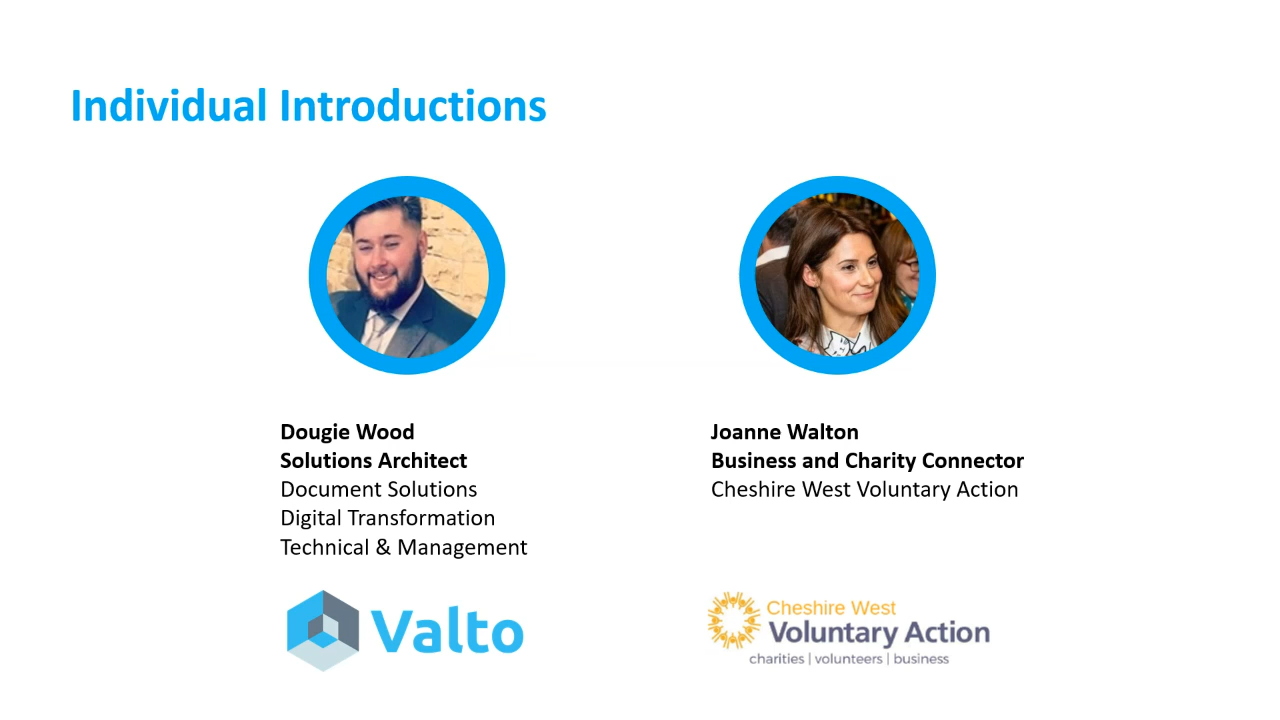 Individual Introductions
Dougie Wood
Solutions Architect
Document Solutions
Digital Transformation
Technical & Management
Valto
Joanne Walton
Business and Charity Connector
Cheshire West Voluntary Action
Cheshire West
Voluntary Action
charities | volunteers | business